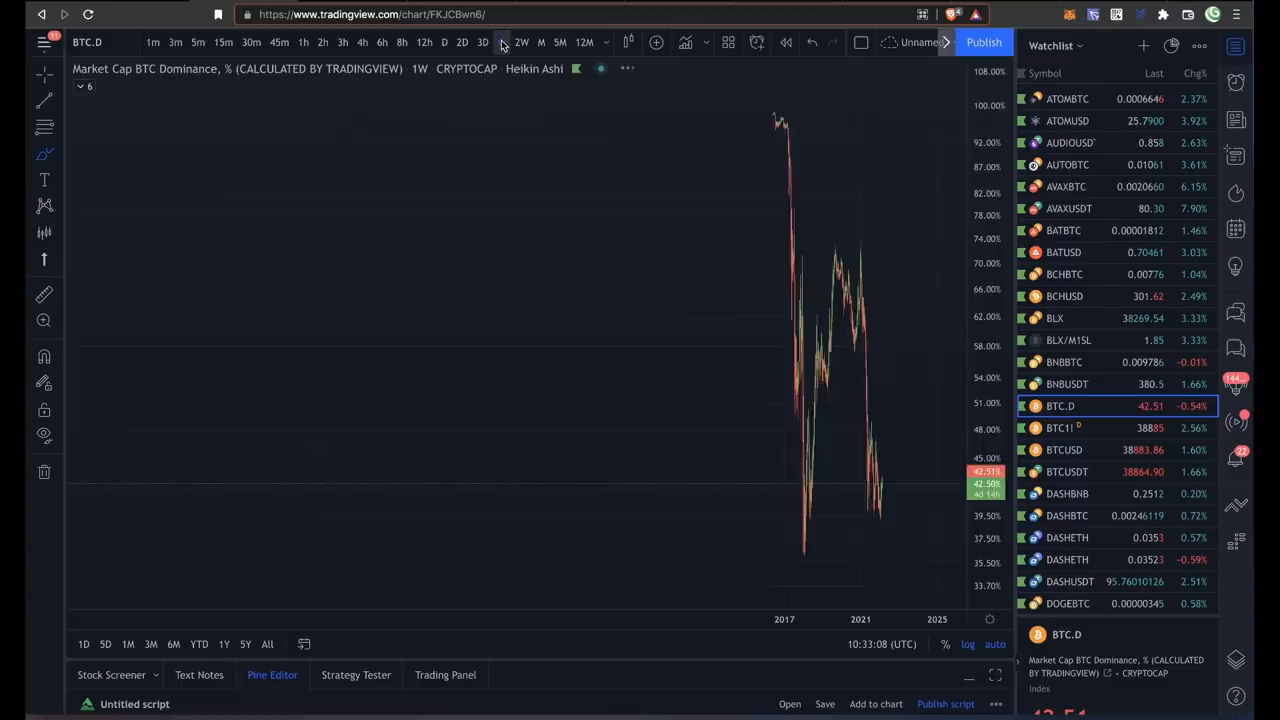 https://www.tradingview.com/chart/FKJCBwn6/
4
11
BTC.D 1m 3m 5m 15m 30m 45m 1h 2h 3h 4h 6h 8h 12h D 2D 3D 2W M 5M 12M Unname Publish
Market Cap BTC Dominance, % (CALCULATED BY TRADINGVIEW) · 1W · CRYPTOCAP · Heikin Ashi
6
108.00%
100.00%
92.00%
87.00%
82.00%
78.00%
74.00%
70.00%
66.00%
62.00%
58.00%
54.00%
51.00%
48.00%
45.00%
42.51%
42.50%
4d 14h
39.50%
37.50%
35.50%
33.70%
2017 2021 2025
1D 5D 1M 3M 6M YTD 1Y 5Y All 10:33:08 (UTC) % log auto
Stock Screener Text Notes Pine Editor Strategy Tester Trading Panel
Untitled script Open Save Add to chart Publish script
Watchlist
Symbol Last Chg%
ATOMBTC 0.0006646 2.37%
ATOMUSD 25.7900 3.92%
AUDIOUSDT 0.858 2.63%
AUTOBTC 0.01061 3.61%
AVAXBTC 0.0020660 6.15%
AVAXUSDT 80.30 7.90%
BATBTC 0.00001812 1.46%
BATUSD 0.70461 3.03%
BCHBTC 0.00776 1.04%
BCHUSD 301.62 2.49%
BLX 38269.54 3.33%
BLX/M1SL 1.85 3.33%
BNBBTC 0.009786 −0.01%
BNBUSDT 380.5 1.66%
BTC.D 42.51 −0.54%
BTC1! D 38885 2.56%
BTCUSD 38883.86 1.60%
BTCUSDT 38864.90 1.66%
DASHBNB 0.2512 0.20%
DASHBTC 0.00246119 0.72%
DASHETH 0.0353 0.57%
DASHETH 0.03523 −0.59%
DASHUSDT 95.76010126 2.51%
DOGEBTC 0.00000345 0.58%
BTC.D
Market Cap BTC Dominance, % (CALCULATED
BY TRADINGVIEW) · CRYPTOCAP
Index
144...
22